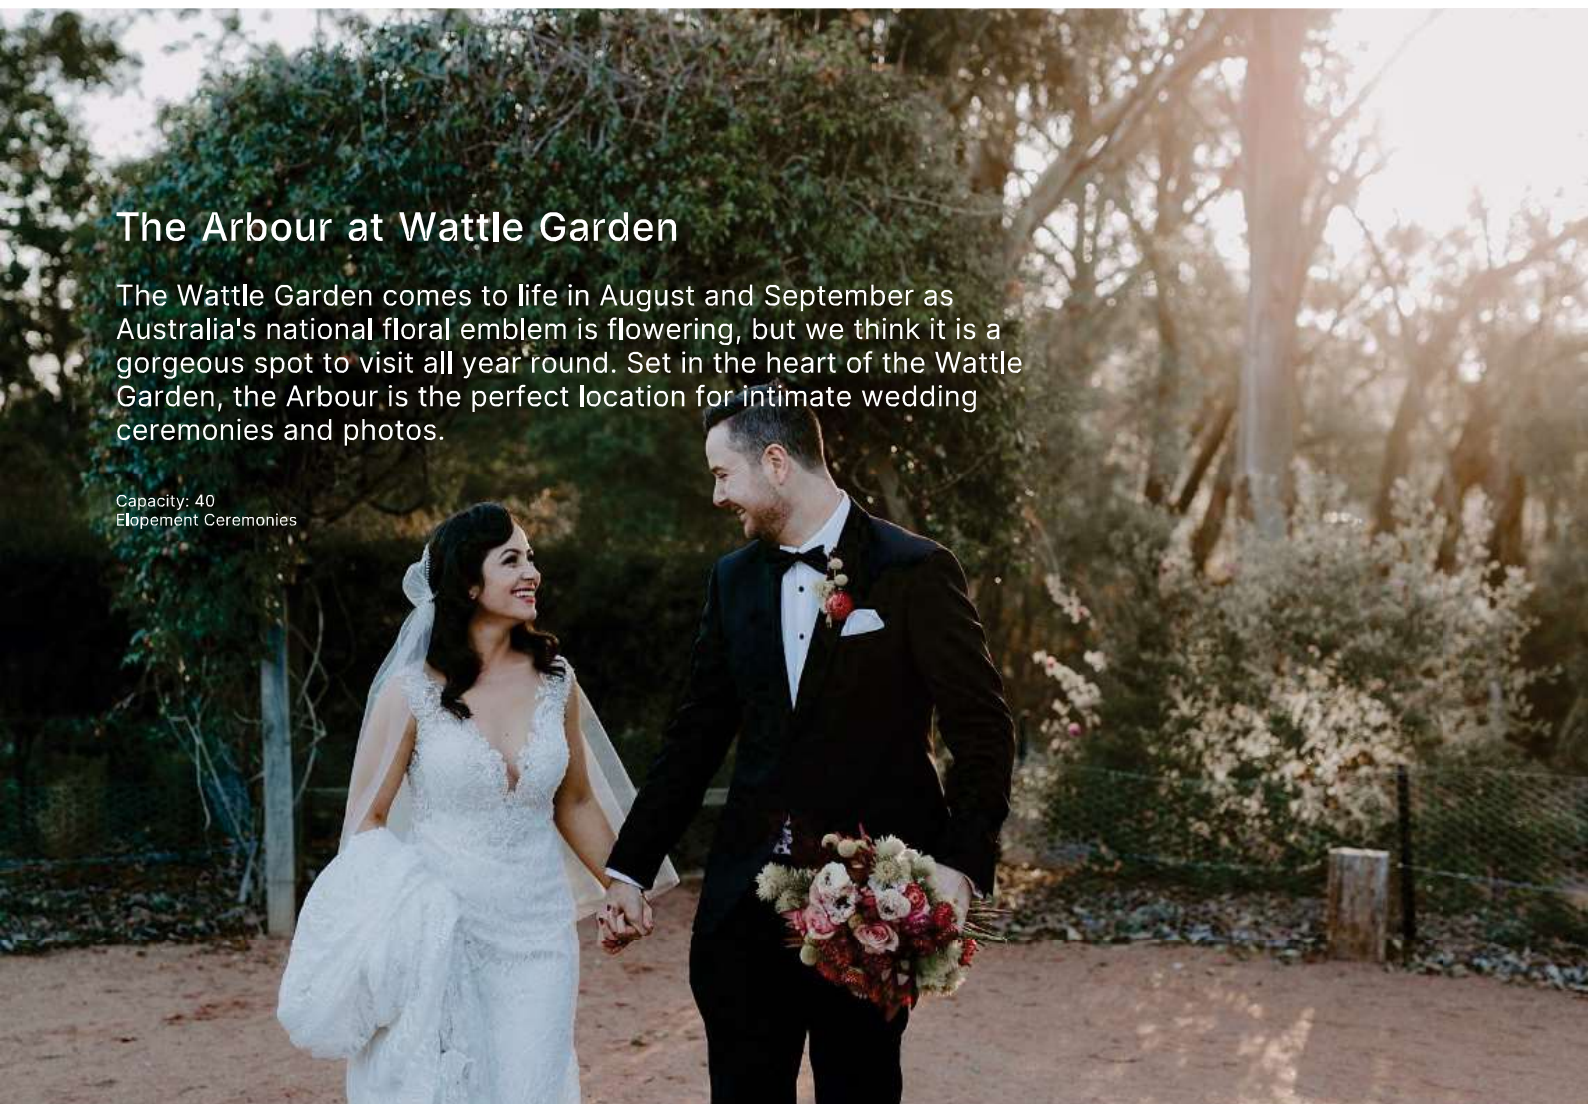 The Arbour at Wattle Garden
The Wattle Garden comes to life in August and September as
Australia's national floral emblem is flowering, but we think it is a
gorgeous spot to visit all year round. Set in the heart of the Wattle
Garden, the Arbour is the perfect location for intimate wedding
ceremonies and photos.
Capacity: 40
Elopement Ceremonies